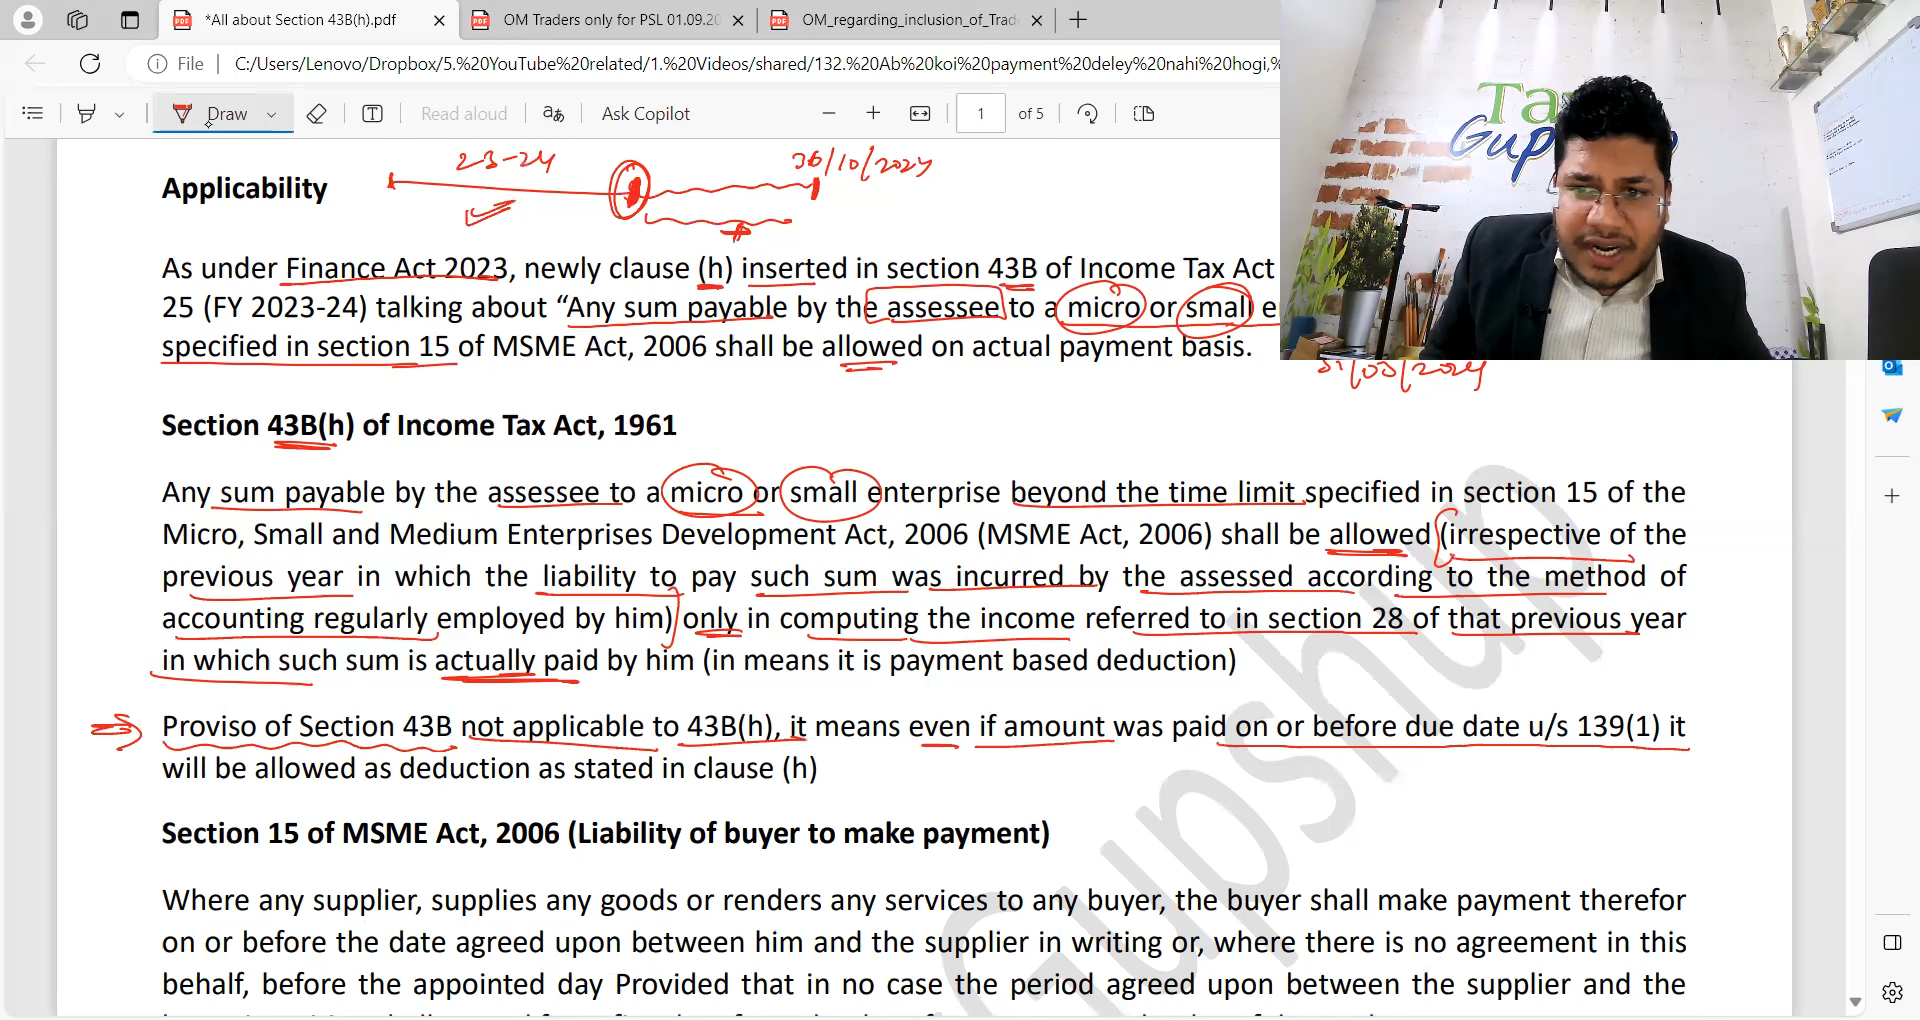 *All about Section 43B(h).pdf
OM Traders only for PSL 01.09.20
OM_regarding_inclusion_of_Trad
File
C:/Users/Lenovo/Dropbox/5.%20YouTube%20related/1.%20Videos/shared/132.%20Ab%20koi%20payment%20deley%20nahi%20hogi,%
Draw
Read aloud
aあ
Ask Copilot
1 of 5
Gup
23-24
Applicability
As under Finance Act 2023, newly clause (h) inserted in section 43B of Income Tax Act
25 (FY 2023-24) talking about “Any sum payable by the assessee to a micro or small e
specified in section 15 of MSME Act, 2006 shall be allowed on actual payment basis.
Section 43B(h) of Income Tax Act, 1961
Any sum payable by the assessee to a micro or small enterprise beyond the time limit specified in section 15 of the
Micro, Small and Medium Enterprises Development Act, 2006 (MSME Act, 2006) shall be allowed (irrespective of the
previous year in which the liability to pay such sum was incurred by the assessed according to the method of
accounting regularly employed by him) only in computing the income referred to in section 28 of that previous year
in which such sum is actually paid by him (in means it is payment based deduction)
Proviso of Section 43B not applicable to 43B(h), it means even if amount was paid on or before due date u/s 139(1) it
will be allowed as deduction as stated in clause (h)
Section 15 of MSME Act, 2006 (Liability of buyer to make payment)
Where any supplier, supplies any goods or renders any services to any buyer, the buyer shall make payment therefor
on or before the date agreed upon between him and the supplier in writing or, where there is no agreement in this
behalf, before the appointed day Provided that in no case the period agreed upon between the supplier and the
Gupshup